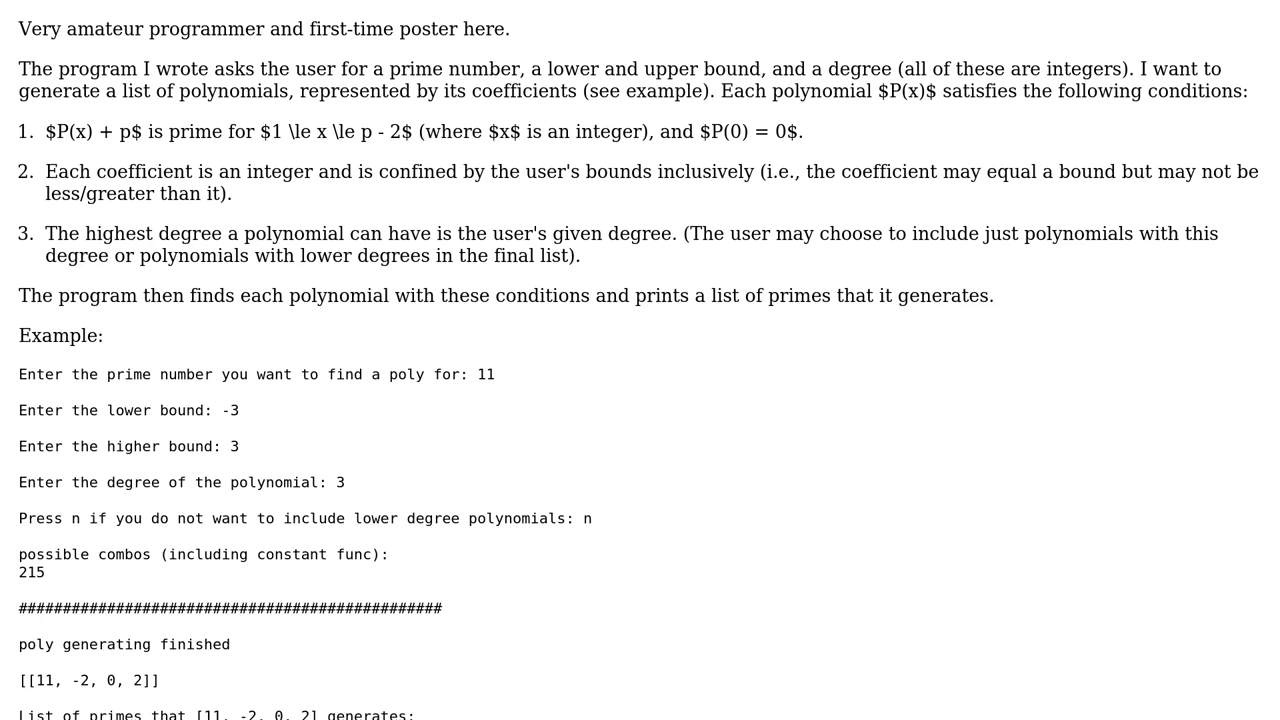 Very amateur programmer and first-time poster here.
The program I wrote asks the user for a prime number, a lower and upper bound, and a degree (all of these are integers). I want to
generate a list of polynomials, represented by its coefficients (see example). Each polynomial $P(x)$ satisfies the following conditions:
1. $P(x) + p$ is prime for $1 \le x \le p - 2$ (where $x$ is an integer), and $P(0) = 0$.
2. Each coefficient is an integer and is confined by the user's bounds inclusively (i.e., the coefficient may equal a bound but may not be
less/greater than it).
3. The highest degree a polynomial can have is the user's given degree. (The user may choose to include just polynomials with this
degree or polynomials with lower degrees in the final list).
The program then finds each polynomial with these conditions and prints a list of primes that it generates.
Example:
Enter the prime number you want to find a poly for: 11
Enter the lower bound: -3
Enter the higher bound: 3
Enter the degree of the polynomial: 3
Press n if you do not want to include lower degree polynomials: n
possible combos (including constant func):
215
################################################
poly generating finished
[[11, -2, 0, 2]]
List of primes that [11, -2, 0, 2] generates: